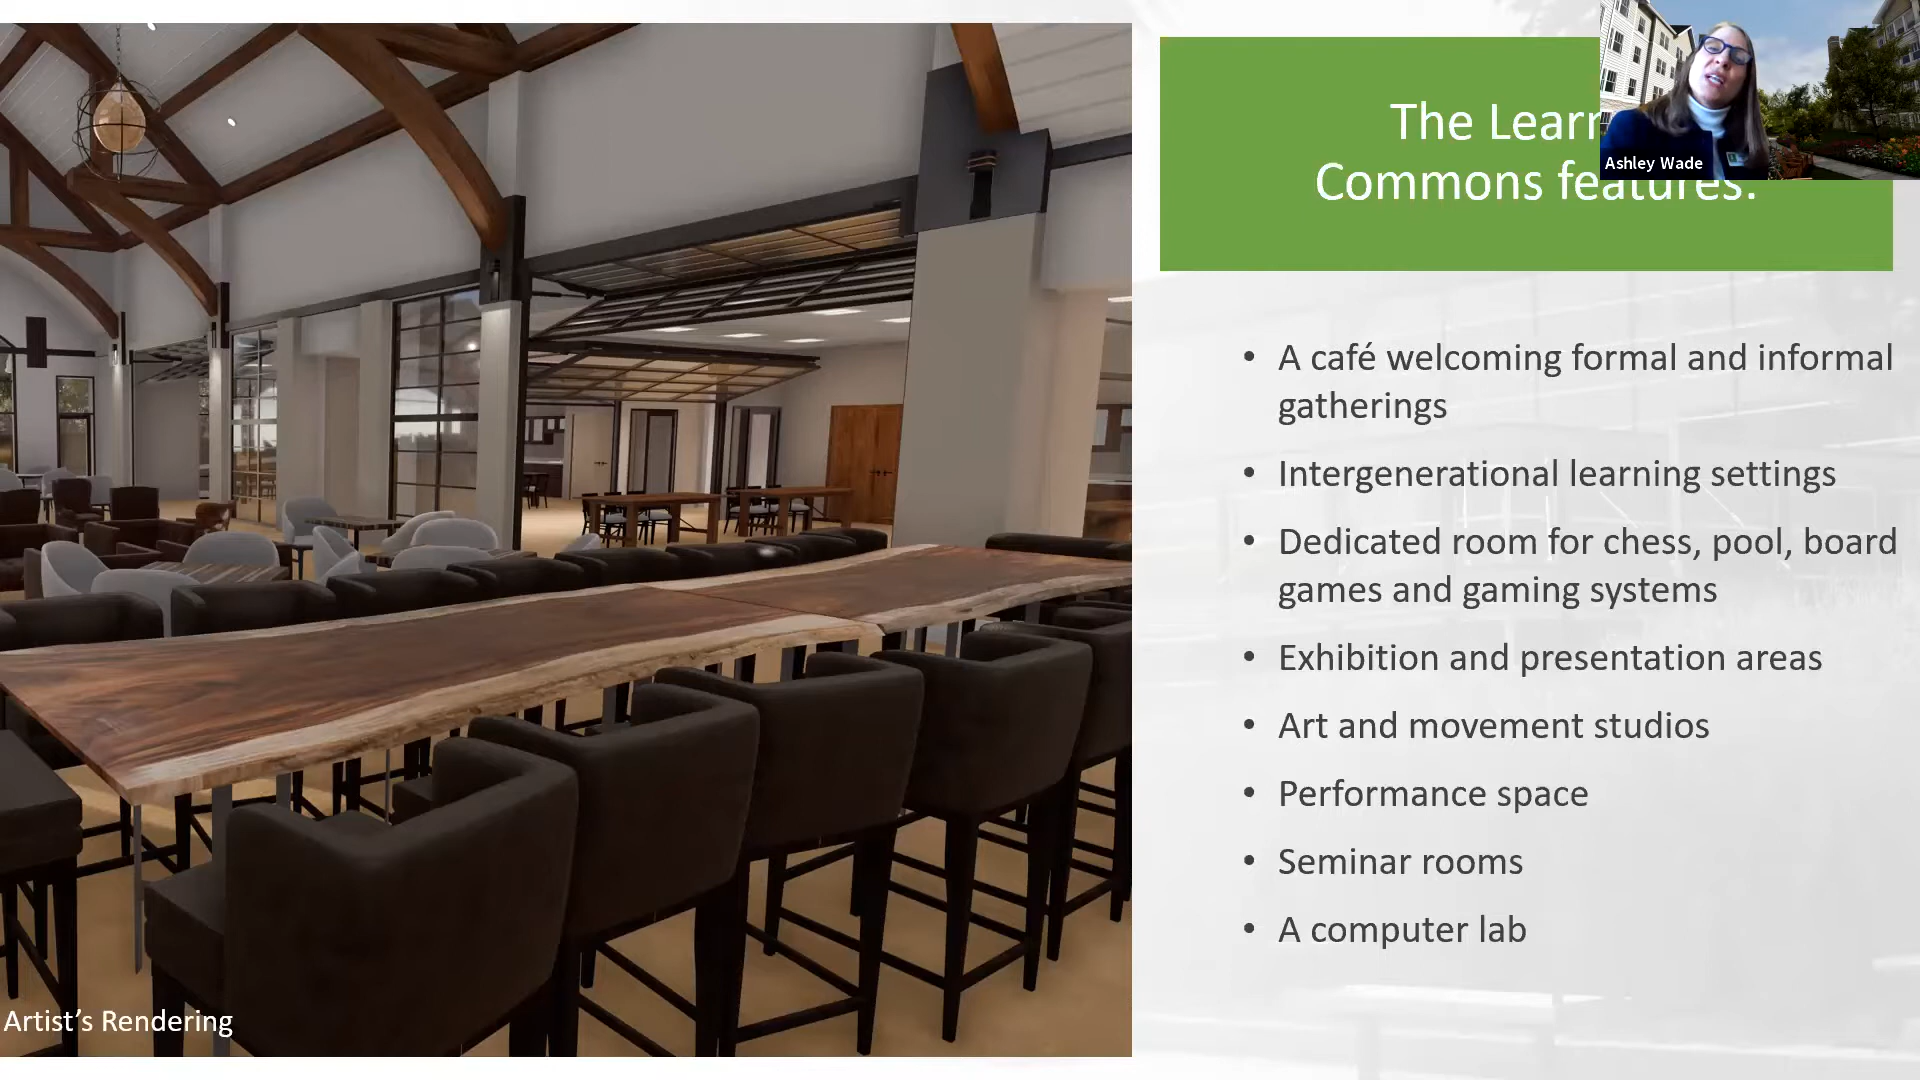 The Lear
Commons features:
Ashley Wade
• A café welcoming formal and informal
gatherings
• Intergenerational learning settings
• Dedicated room for chess, pool, board
games and gaming systems
• Exhibition and presentation areas
• Art and movement studios
• Performance space
• Seminar rooms
• A computer lab
Artist’s Rendering